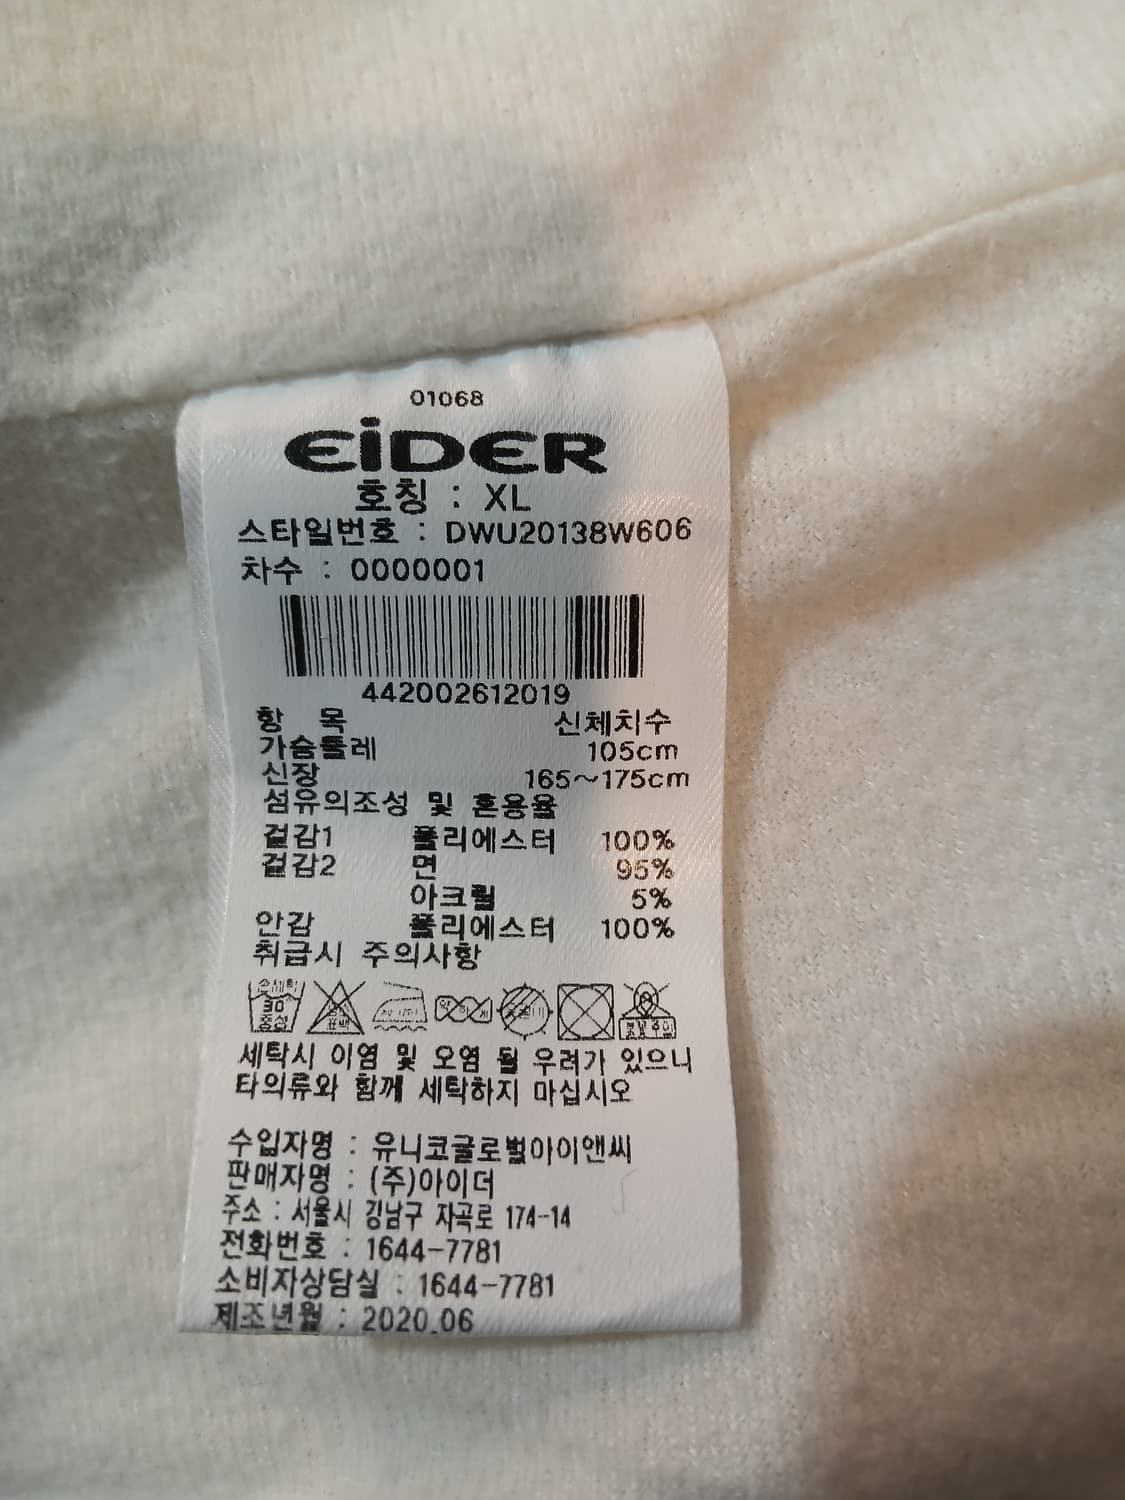 01068
EiDER
호칭 : XL
스타일번호 : DWU20138W606
차수 : 0000001
442002612019
항 목 신체치수
가슴둘레 105cm
신장 165~175cm
섬유의조성 및 혼용율
겉감1 폴리에스터 100%
겉감2 면 95%
아크릴 5%
안감 폴리에스터 100%
취급시 주의사항
손세탁 30 중성
세탁시 이염 및 오염 될 우려가 있으니
타의류와 함께 세탁하지 마십시오
수입자명 : 유니코글로벌아이앤씨
판매자명 : (주)아이더
주소 : 서울시 강남구 자곡로 174-14
전화번호 : 1644-7781
소비자상담실 : 1644-7781
제조년월 : 2020.06